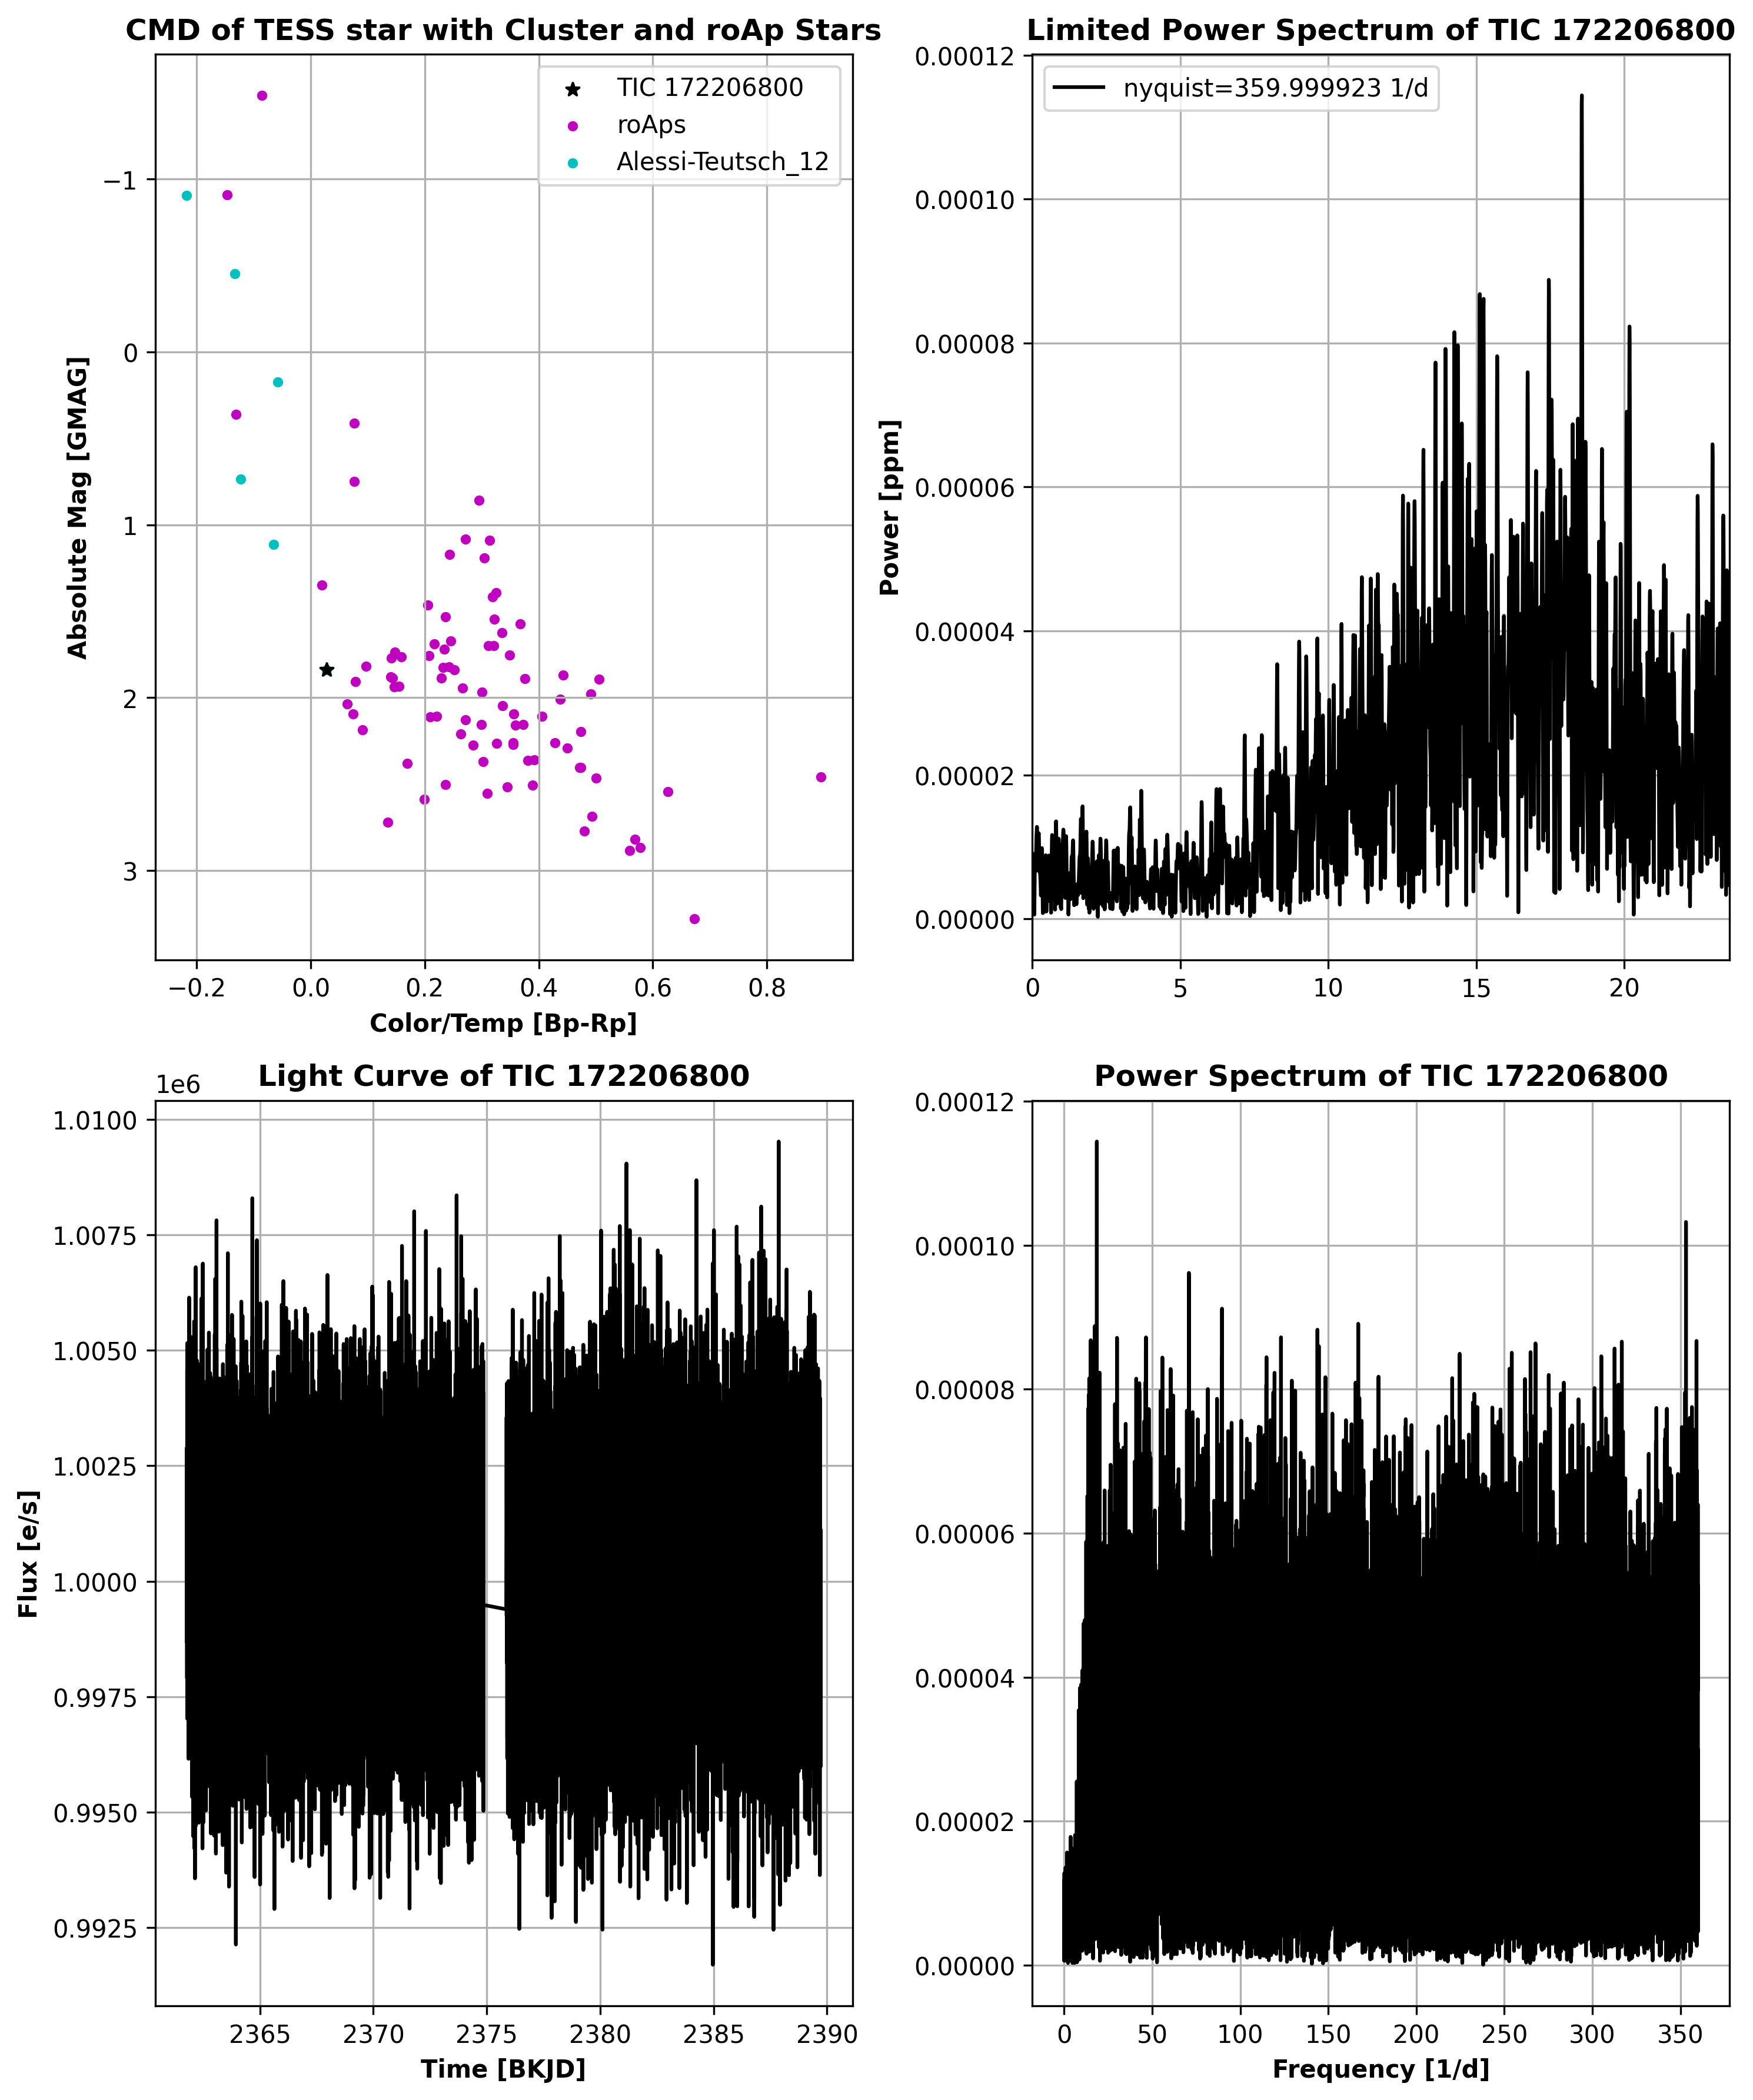 CMD of TESS star with Cluster and roAp Stars
TIC 172206800
roAps
Alessi-Teutsch_12
−1
0
1
2
3
Absolute Mag [GMAG]
−0.2 0.0 0.2 0.4 0.6 0.8
Color/Temp [Bp-Rp]
Limited Power Spectrum of TIC 172206800
nyquist=359.999923 1/d
0.00012
0.00010
0.00008
0.00006
0.00004
0.00002
0.00000
Power [ppm]
0 5 10 15 20
Light Curve of TIC 172206800
1e6
1.0100
1.0075
1.0050
1.0025
1.0000
0.9975
0.9950
0.9925
Flux [e/s]
2365 2370 2375 2380 2385 2390
Time [BKJD]
Power Spectrum of TIC 172206800
0.00012
0.00010
0.00008
0.00006
0.00004
0.00002
0.00000
0 50 100 150 200 250 300 350
Frequency [1/d]